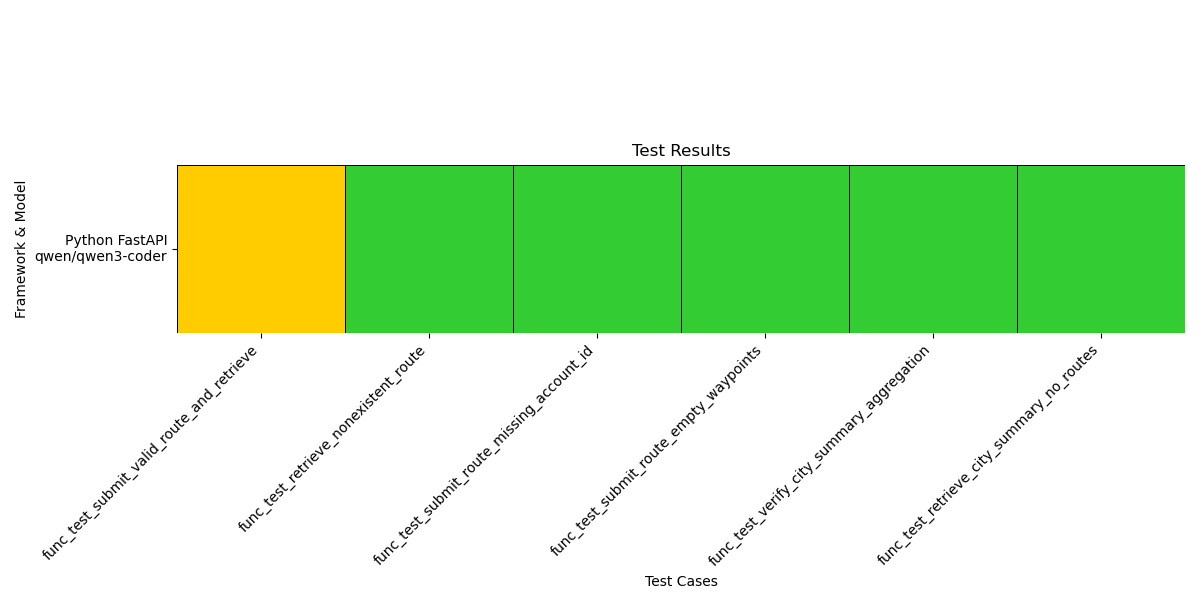 Test Results
Framework & Model
Python FastAPI
qwen/qwen3-coder
func_test_submit_valid_route_and_retrieve
func_test_retrieve_nonexistent_route
func_test_submit_route_missing_account_id
func_test_submit_route_empty_waypoints
func_test_verify_city_summary_aggregation
func_test_retrieve_city_summary_no_routes
Test Cases